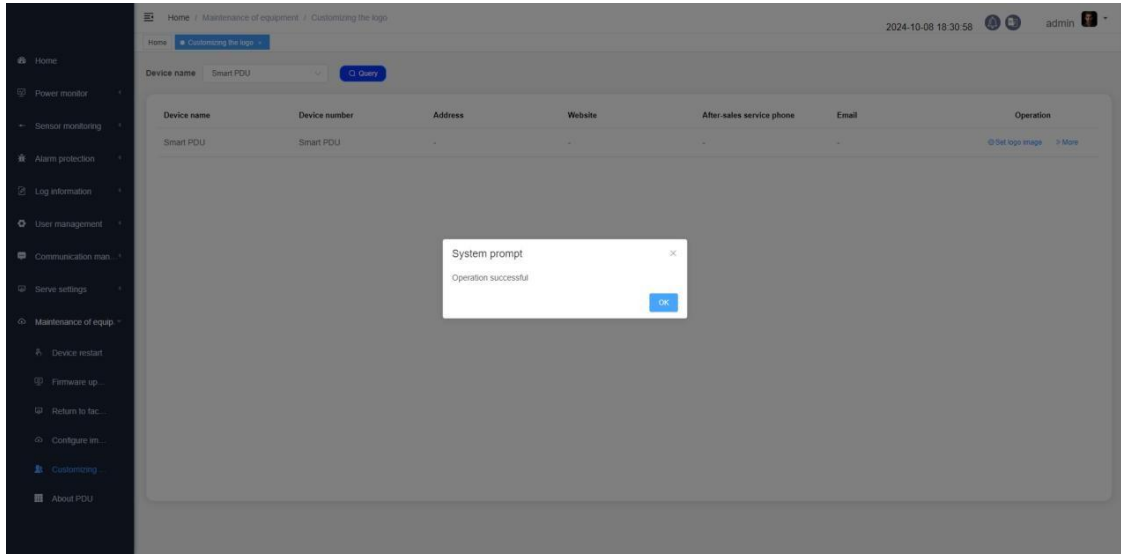 Home / Maintenance of equipment / Customizing the logo
2024-10-08 18:30:58
admin
Home
Customizing the logo ×
Home
Power monitor
Sensor monitoring
Alarm protection
Log information
User management
Communication man...
Serve settings
Maintenance of equip.
Device restart
Firmware up...
Return to fac...
Configure im...
Customizing ..
About PDU
Device name Smart PDU Query
Device name Device number Address Website After-sales service phone Email Operation
Smart PDU Smart PDU - - - - Set logo image > More
System prompt ×
Operation successful
OK